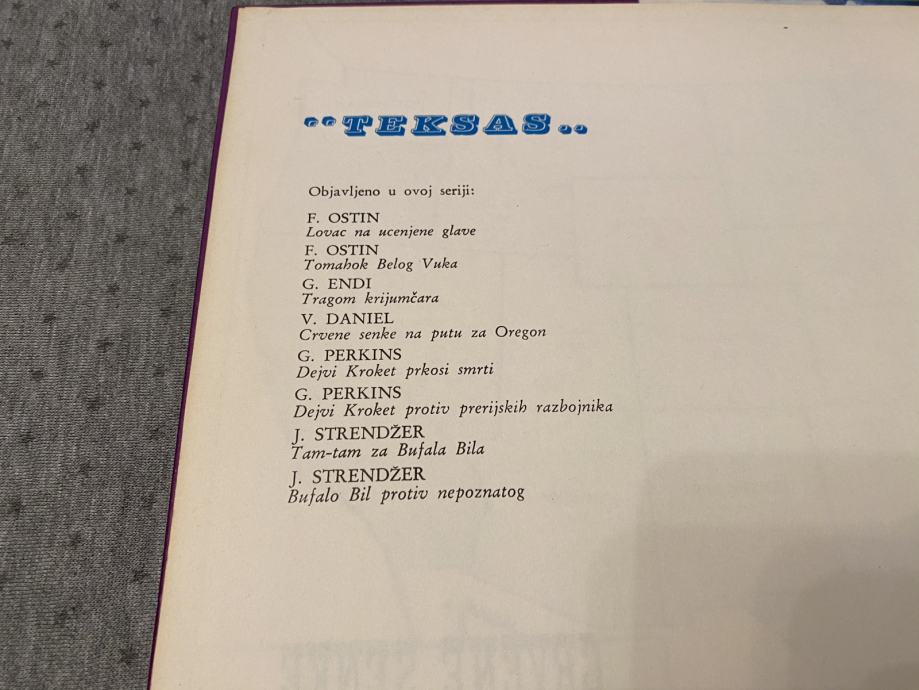 “TEKSAS„
Objavljeno u ovoj seriji:
F. OSTIN
Lovac na ucenjene glave
F. OSTIN
Tomahok Belog Vuka
G. ENDI
Tragom krijumčara
V. DANIEL
Crvene senke na putu za Oregon
G. PERKINS
Dejvi Kroket prkosi smrti
G. PERKINS
Dejvi Kroket protiv prerijskih razbojnika
J. STRENDŽER
Tam-tam za Bufala Bila
J. STRENDŽER
Bufalo Bil protiv nepoznatog